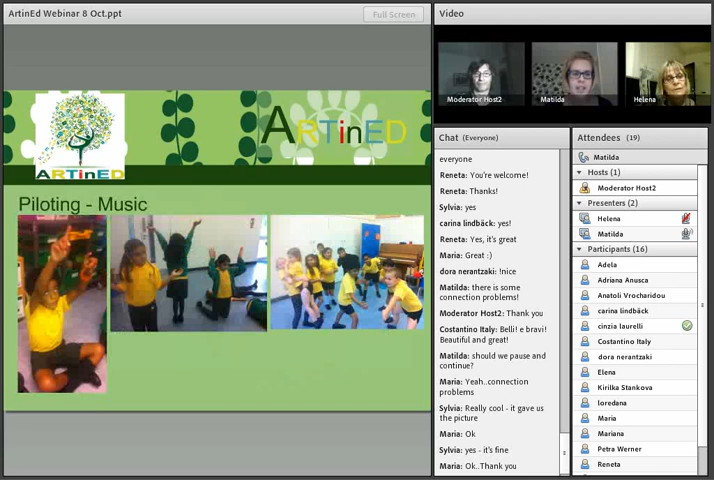 ArtinEd Webinar 8 Oct.ppt
Full Screen
ARTinED
ARTinED
Piloting - Music
Video
Moderator Host2
Matilda
Helena
Chat (Everyone)
everyone
Reneta: You're welcome!
Reneta: Thanks!
Sylvia: yes
carina lindbäck: yes!
Reneta: Yes, it's great
Maria: Great :)
dora nerantzaki: !nice
Matilda: there is some
connection problems!
Moderator Host2: Thank you
Costantino Italy: Belli! e bravi!
Beautiful and great!
Matilda: should we pause and
continue?
Maria: Yeah..connection
problems
Sylvia: Really cool - it gave us
the picture
Maria: Ok
Sylvia: yes - it's fine
Maria: Ok..Thank you
Attendees (19)
Matilda
Hosts (1)
Moderator Host2
Presenters (2)
Helena
Matilda
Participants (16)
Adela
Adriana Anusca
Anatoli Vrocharidou
carina lindbäck
cinzia laurelli
Costantino Italy
dora nerantzaki
Elena
Kirilka Stankova
loredana
Maria
Mariana
Petra Werner
Reneta